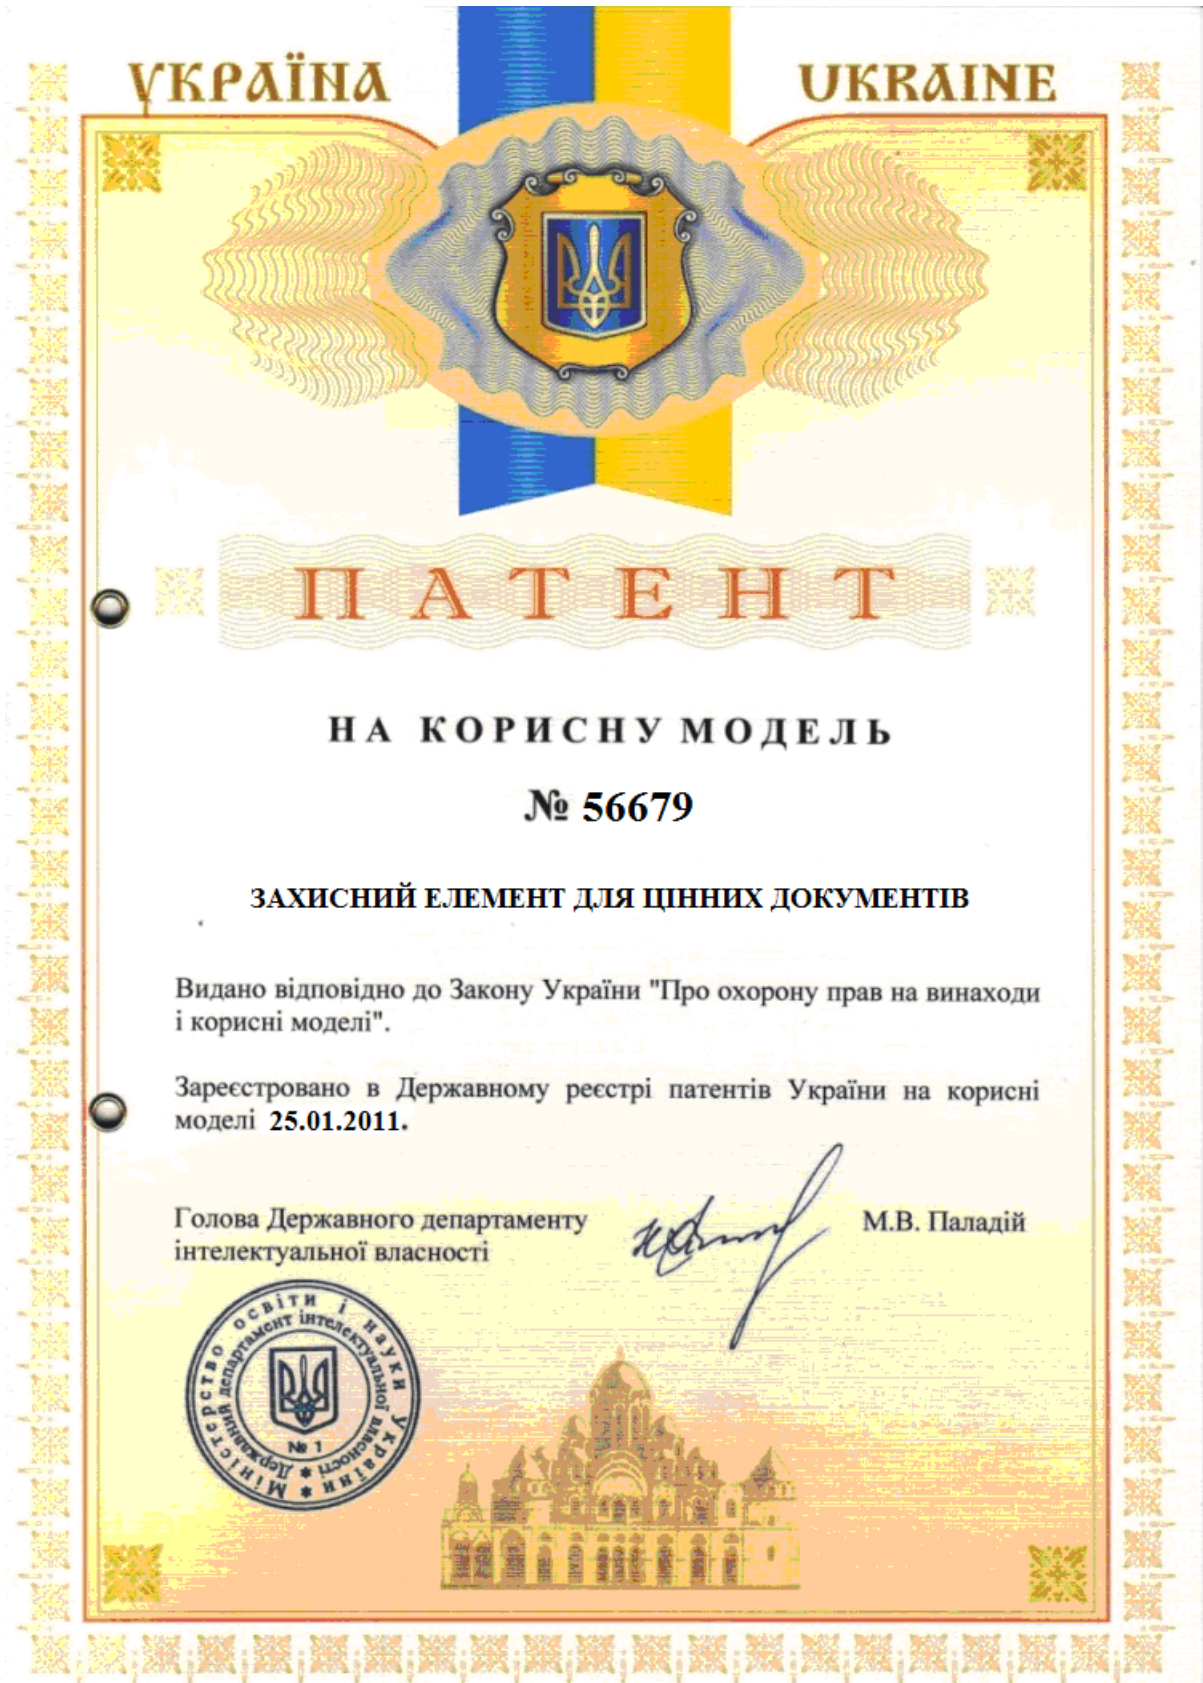 УКРАЇНА
UKRAINE
ПАТЕНТ
НА КОРИСНУ МОДЕЛЬ
№ 56679
ЗАХИСНИЙ ЕЛЕМЕНТ ДЛЯ ЦІННИХ ДОКУМЕНТІВ
Видано відповідно до Закону України "Про охорону прав на винаходи
і корисні моделі".
Зареєстровано в Державному реєстрі патентів України на корисні
моделі 25.01.2011.
Голова Державного департаменту
інтелектуальної власності
М.В. Паладій
Міністерство освіти і науки України
Державний департамент інтелектуальної власності
№ 1